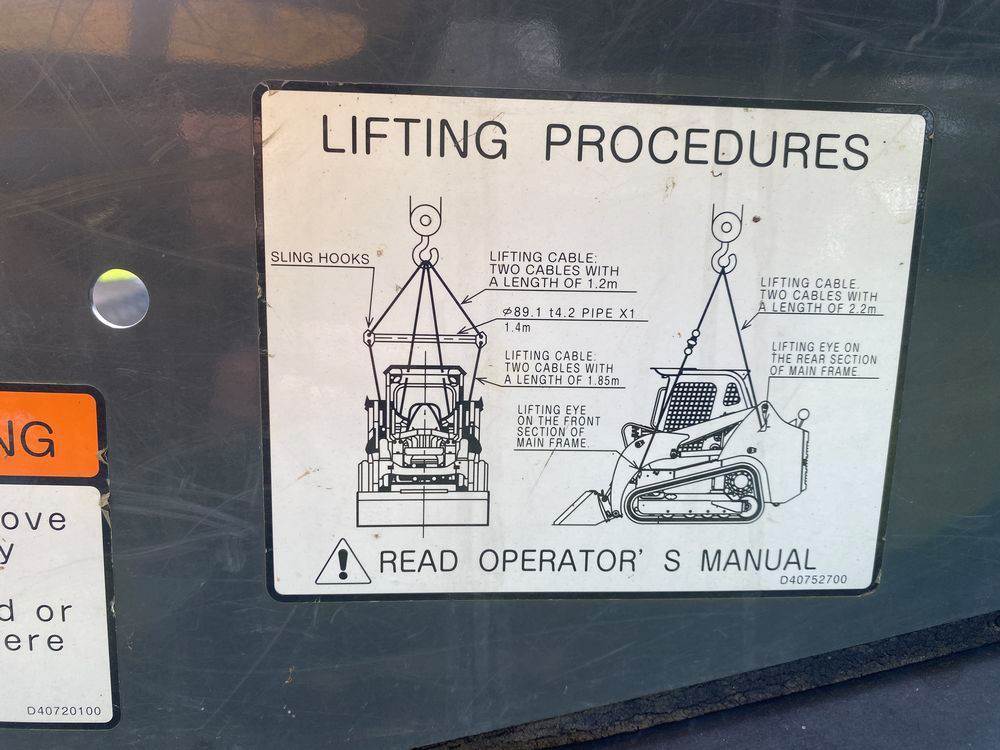 LIFTING PROCEDURES
SLING HOOKS
LIFTING CABLE:
TWO CABLES WITH
A LENGTH OF 1.2m
⌀89.1 t4.2 PIPE X1
1.4m
LIFTING CABLE:
TWO CABLES WITH
A LENGTH OF 1.85m
LIFTING EYE
ON THE FRONT
SECTION OF
MAIN FRAME.
LIFTING CABLE.
TWO CABLES WITH
A LENGTH OF 2.2m
LIFTING EYE ON
THE REAR SECTION
OF MAIN FRAME.
READ OPERATOR' S MANUAL
D40752700
NG
ove
y
d or
ere
D40720100